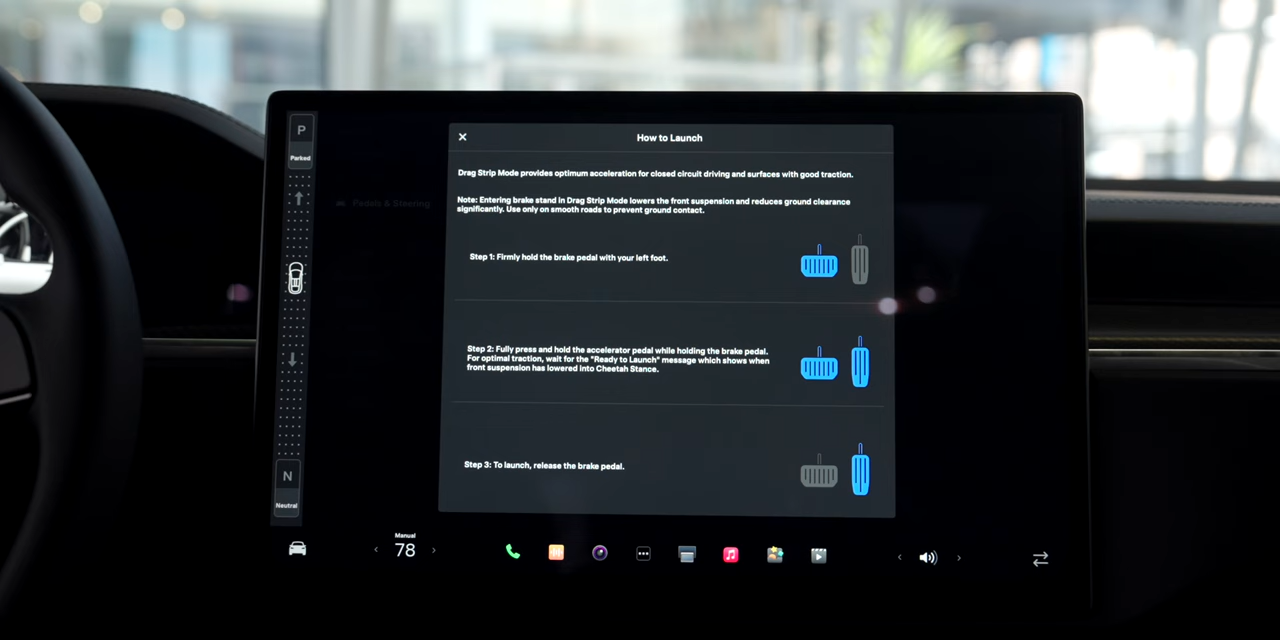 P
Parked
How to Launch
Drag Strip Mode provides optimum acceleration for closed circuit driving and surfaces with good traction.
Pedals & Steering
Note: Entering brake stand in Drag Strip Mode lowers the front suspension and reduces ground clearance
significantly. Use only on smooth roads to prevent ground contact.
Step 1: Firmly hold the brake pedal with your left foot.
Step 2: Fully press and hold the accelerator pedal while holding the brake pedal.
For optimal traction, wait for the "Ready to Launch" message which shows when
front suspension has lowered into Cheetah Stance.
Step 3: To launch, release the brake pedal.
N
Neutral
Manual
78